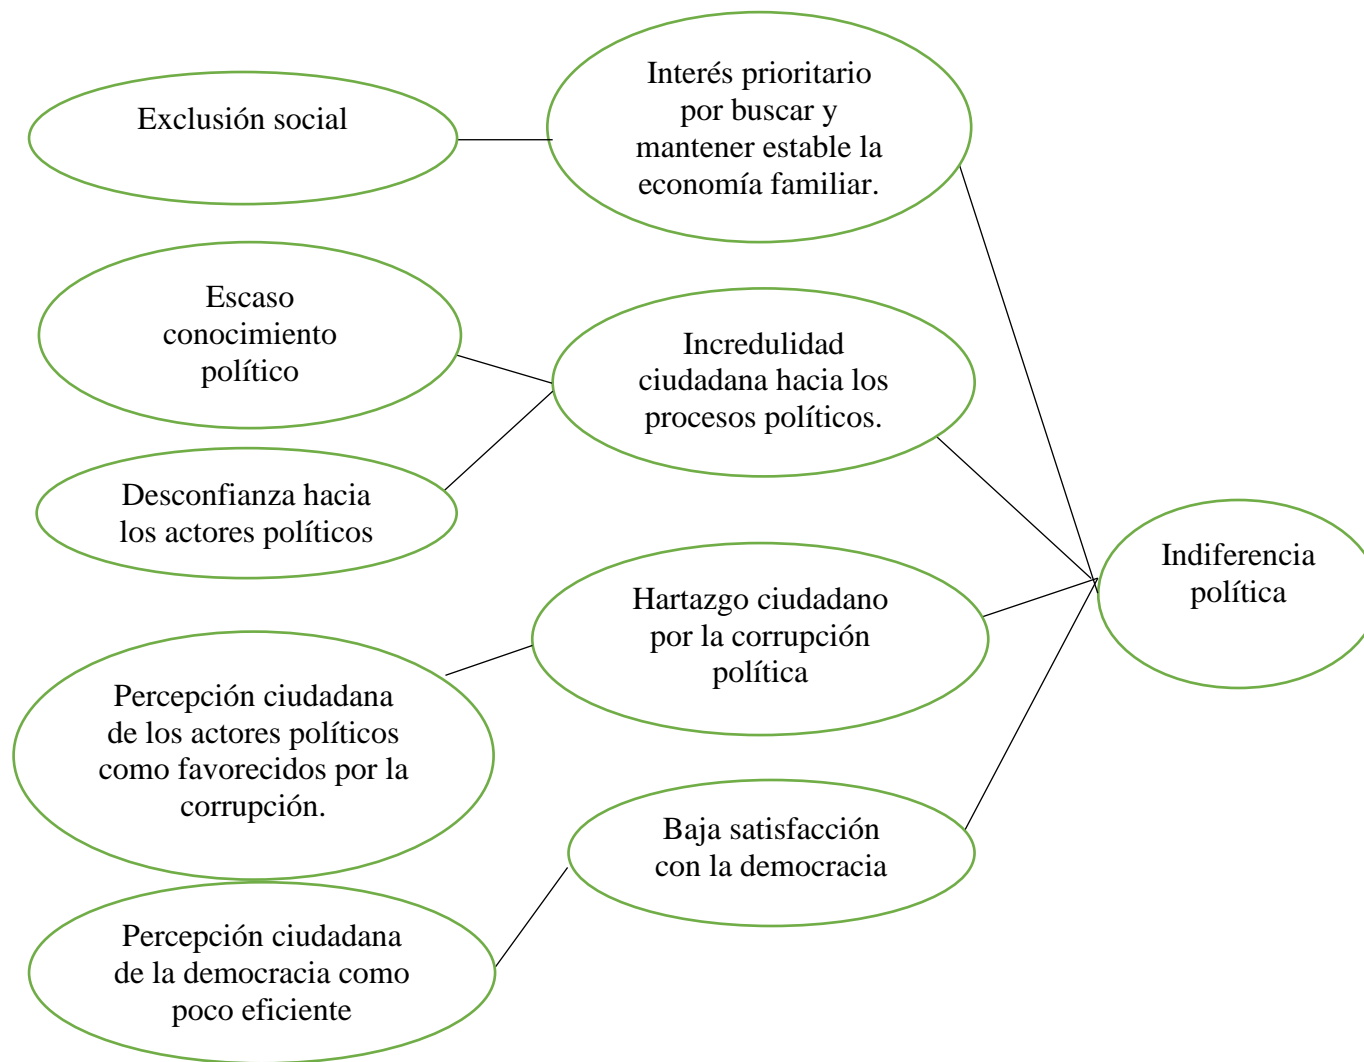 Exclusión social
Interés prioritario
por buscar y
mantener estable la
economía familiar.
Escaso
conocimiento
político
Incredulidad
ciudadana hacia los
procesos políticos.
Desconfianza hacia
los actores políticos
Indiferencia
política
Hartazgo ciudadano
por la corrupción
política
Percepción ciudadana
de los actores políticos
como favorecidos por la
corrupción.
Baja satisfacción
con la democracia
Percepción ciudadana
de la democracia como
poco eficiente